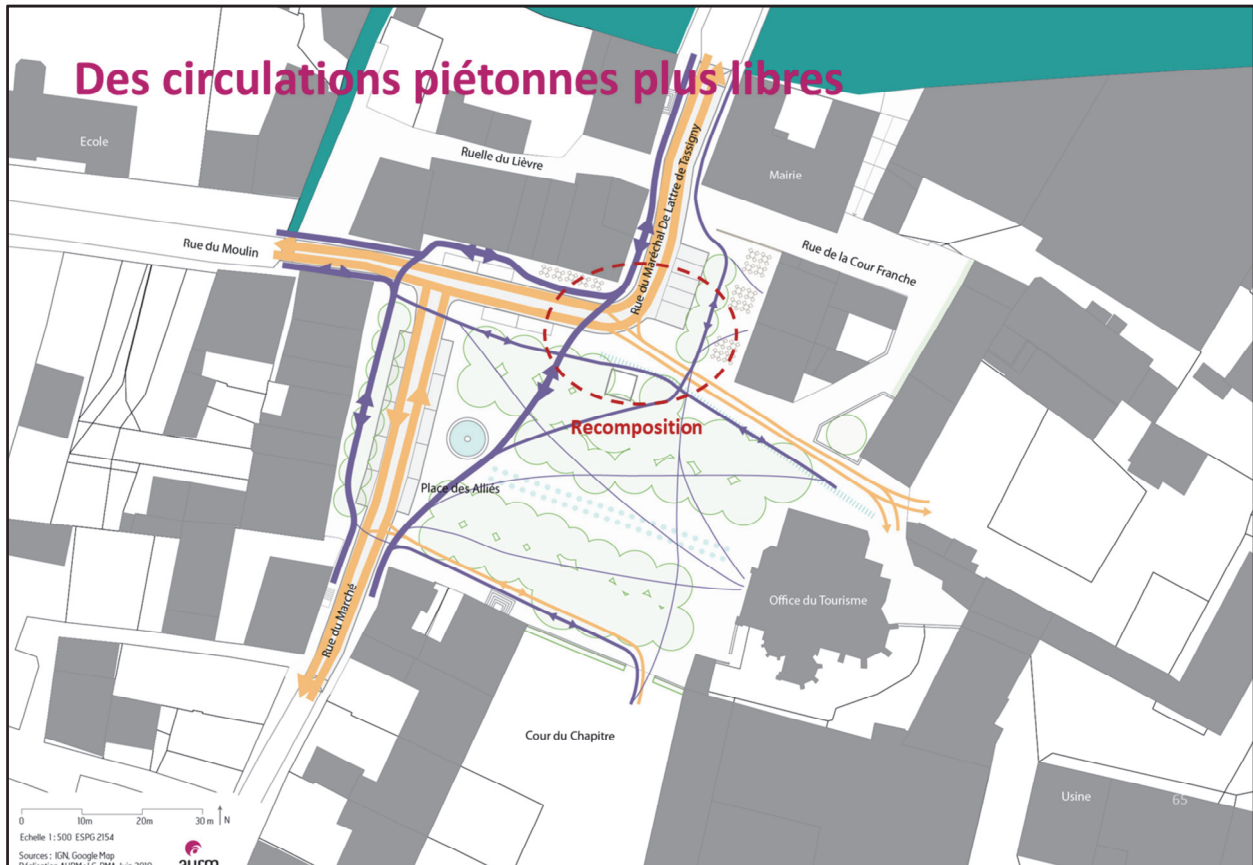 Des circulations piétonnes plus libres
Ecole
Ruelle du Lièvre
Rue du Maréchal De Lattre de Tassigny
Mairie
Rue du Moulin
Rue de la Cour Franche
Recomposition
Place des Alliés
Office du Tourisme
Rue du Marché
Cour du Chapitre
Usine
65
0 10m 20m 30 m N
Echelle 1 : 500 ESPG 2154
Sources : IGN, Google Map
aurm